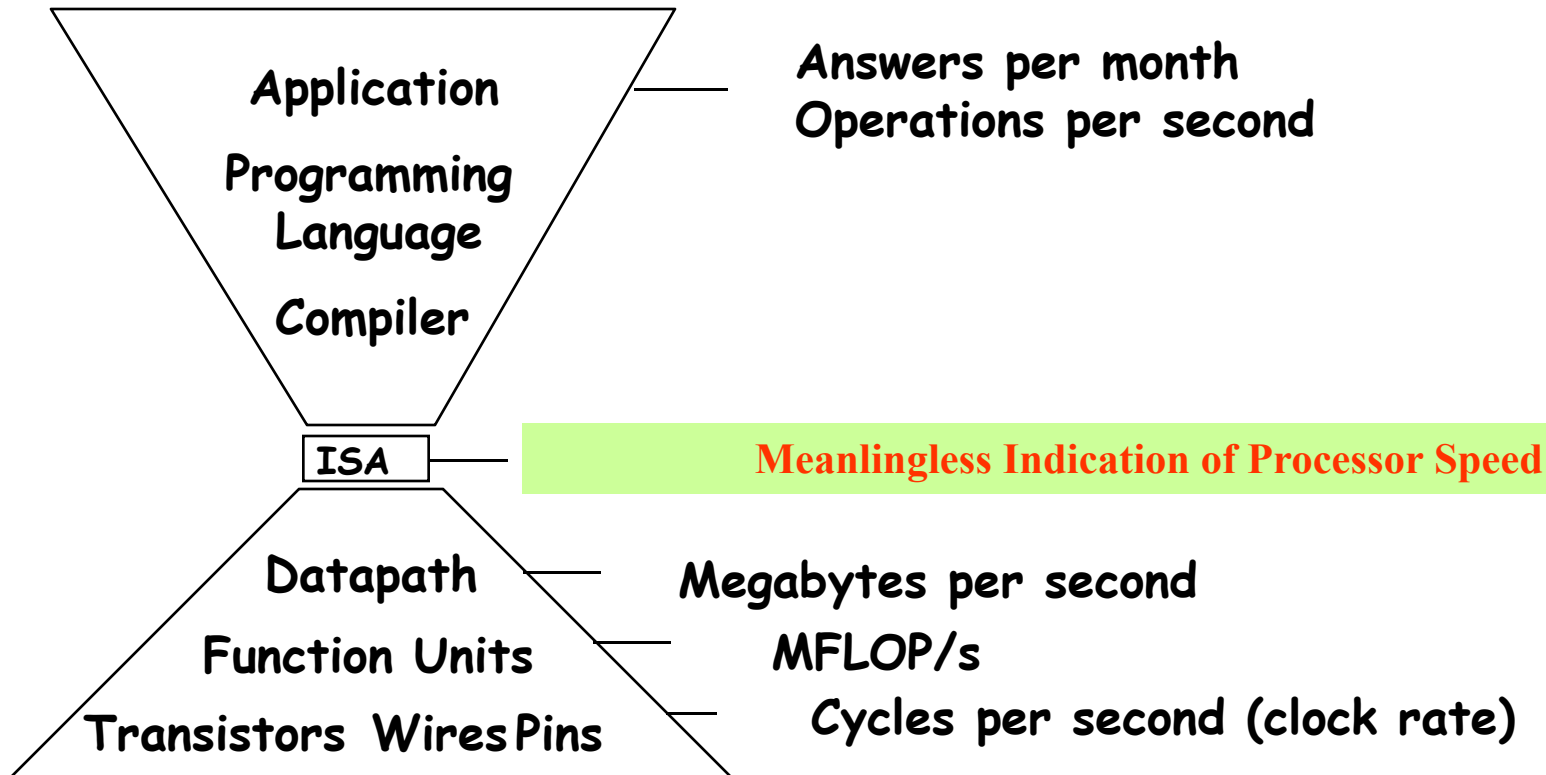 Application
Answers per month
Operations per second
Programming
Language
Compiler
ISA
Meanlingless Indication of Processor Speed
Datapath
Megabytes per second
Function Units
MFLOP/s
Transistors Wires Pins
Cycles per second (clock rate)